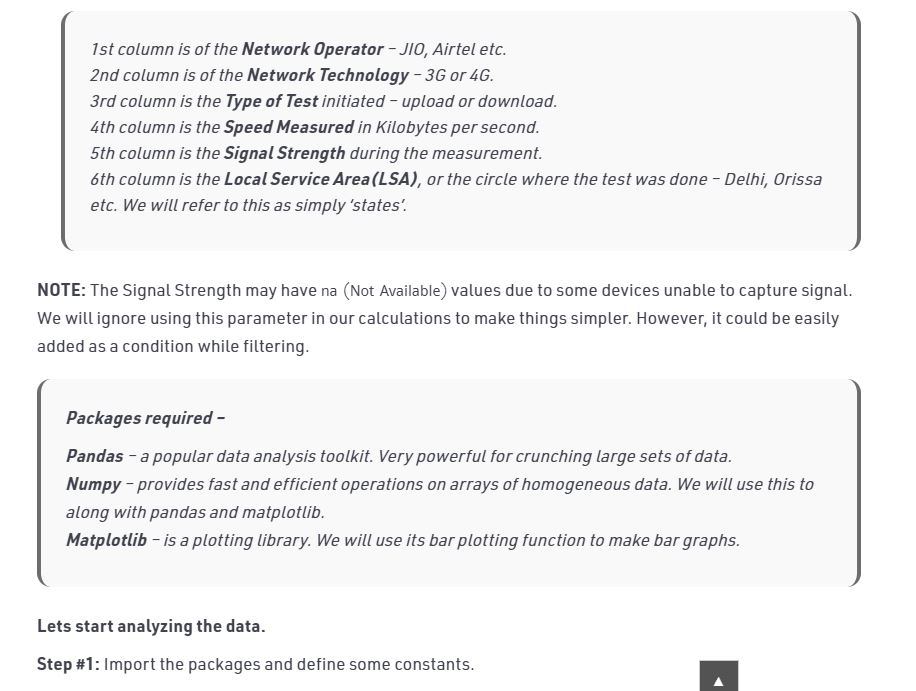 1st column is of the Network Operator – JIO, Airtel etc.
2nd column is of the Network Technology – 3G or 4G.
3rd column is the Type of Test initiated – upload or download.
4th column is the Speed Measured in Kilobytes per second.
5th column is the Signal Strength during the measurement.
6th column is the Local Service Area(LSA), or the circle where the test was done – Delhi, Orissa
etc. We will refer to this as simply ‘states’.
NOTE: The Signal Strength may have na (Not Available) values due to some devices unable to capture signal.
We will ignore using this parameter in our calculations to make things simpler. However, it could be easily
added as a condition while filtering.
Packages required –
Pandas – a popular data analysis toolkit. Very powerful for crunching large sets of data.
Numpy – provides fast and efficient operations on arrays of homogeneous data. We will use this to
along with pandas and matplotlib.
Matplotlib – is a plotting library. We will use its bar plotting function to make bar graphs.
Lets start analyzing the data.
Step #1: Import the packages and define some constants.